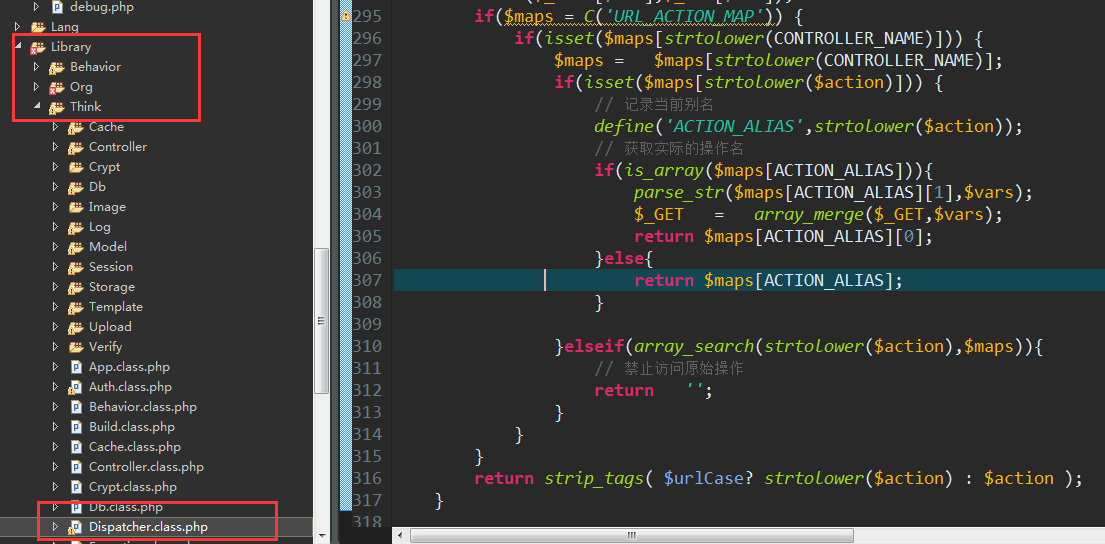 debug.php
Lang
Library
Behavior
Org
Think
Cache
Controller
Crypt
Db
Image
Log
Model
Session
Storage
Template
Upload
Verify
App.class.php
Auth.class.php
Behavior.class.php
Build.class.php
Cache.class.php
Controller.class.php
Crypt.class.php
Db.class.php
Dispatcher.class.php
295 if($maps = C('URL_ACTION_MAP')) {
296 if(isset($maps[strtolower(CONTROLLER_NAME)])) {
297 $maps =   $maps[strtolower(CONTROLLER_NAME)];
298 if(isset($maps[strtolower($action)])) {
299 // 记录当前别名
300 define('ACTION_ALIAS',strtolower($action));
301 // 获取实际的操作名
302 if(is_array($maps[ACTION_ALIAS])){
303 parse_str($maps[ACTION_ALIAS][1],$vars);
304 $_GET   =   array_merge($_GET,$vars);
305 return $maps[ACTION_ALIAS][0];
306 }else{
307 return $maps[ACTION_ALIAS];
308 }
309
310 }elseif(array_search(strtolower($action),$maps)){
311 // 禁止访问原始操作
312 return   '';
313 }
314 }
315 }
316 return strip_tags( $urlCase? strtolower($action) : $action );
317 }
318